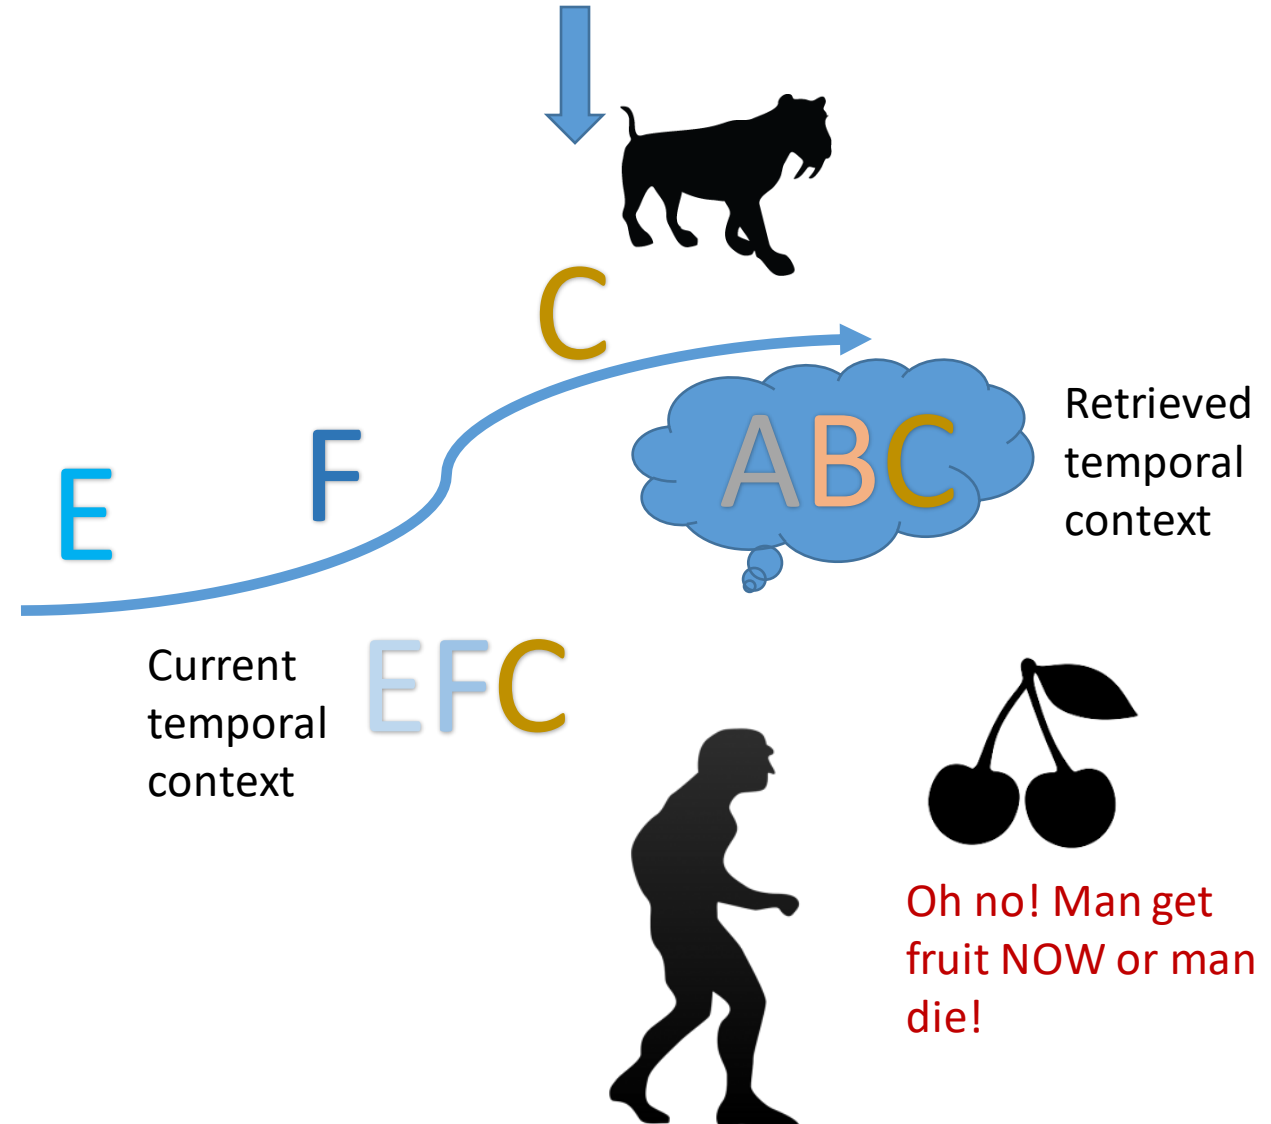 C
ABC
Retrieved
temporal
context
F
E
Current
temporal
context
EFC
Oh no! Man get
fruit NOW or man
die!